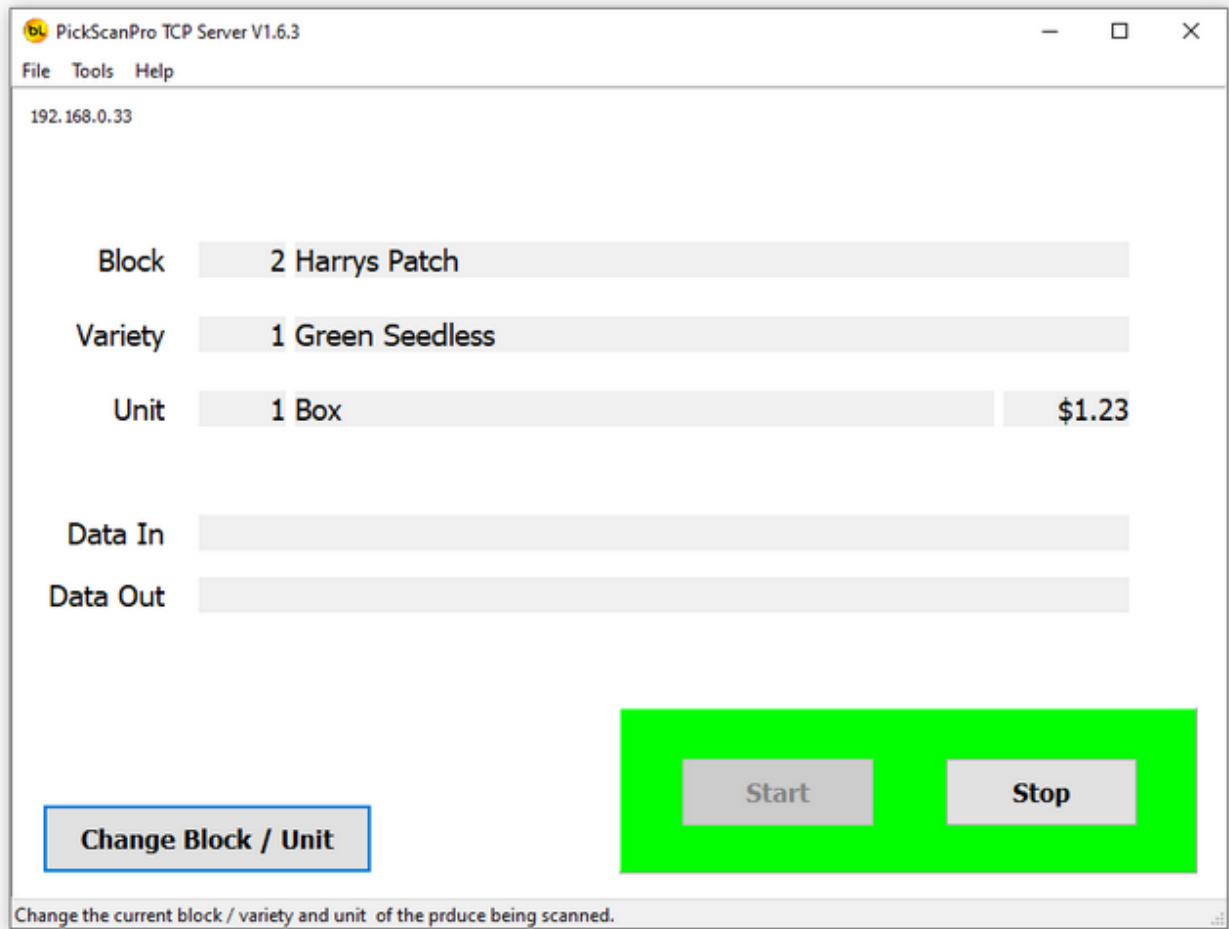 bL PickScanPro TCP Server V1.6.3
File Tools Help
192.168.0.33
Block 2 Harrys Patch
Variety 1 Green Seedless
Unit 1 Box $1.23
Data In
Data Out
Start Stop
Change Block / Unit
Change the current block / variety and unit of the prduce being scanned.